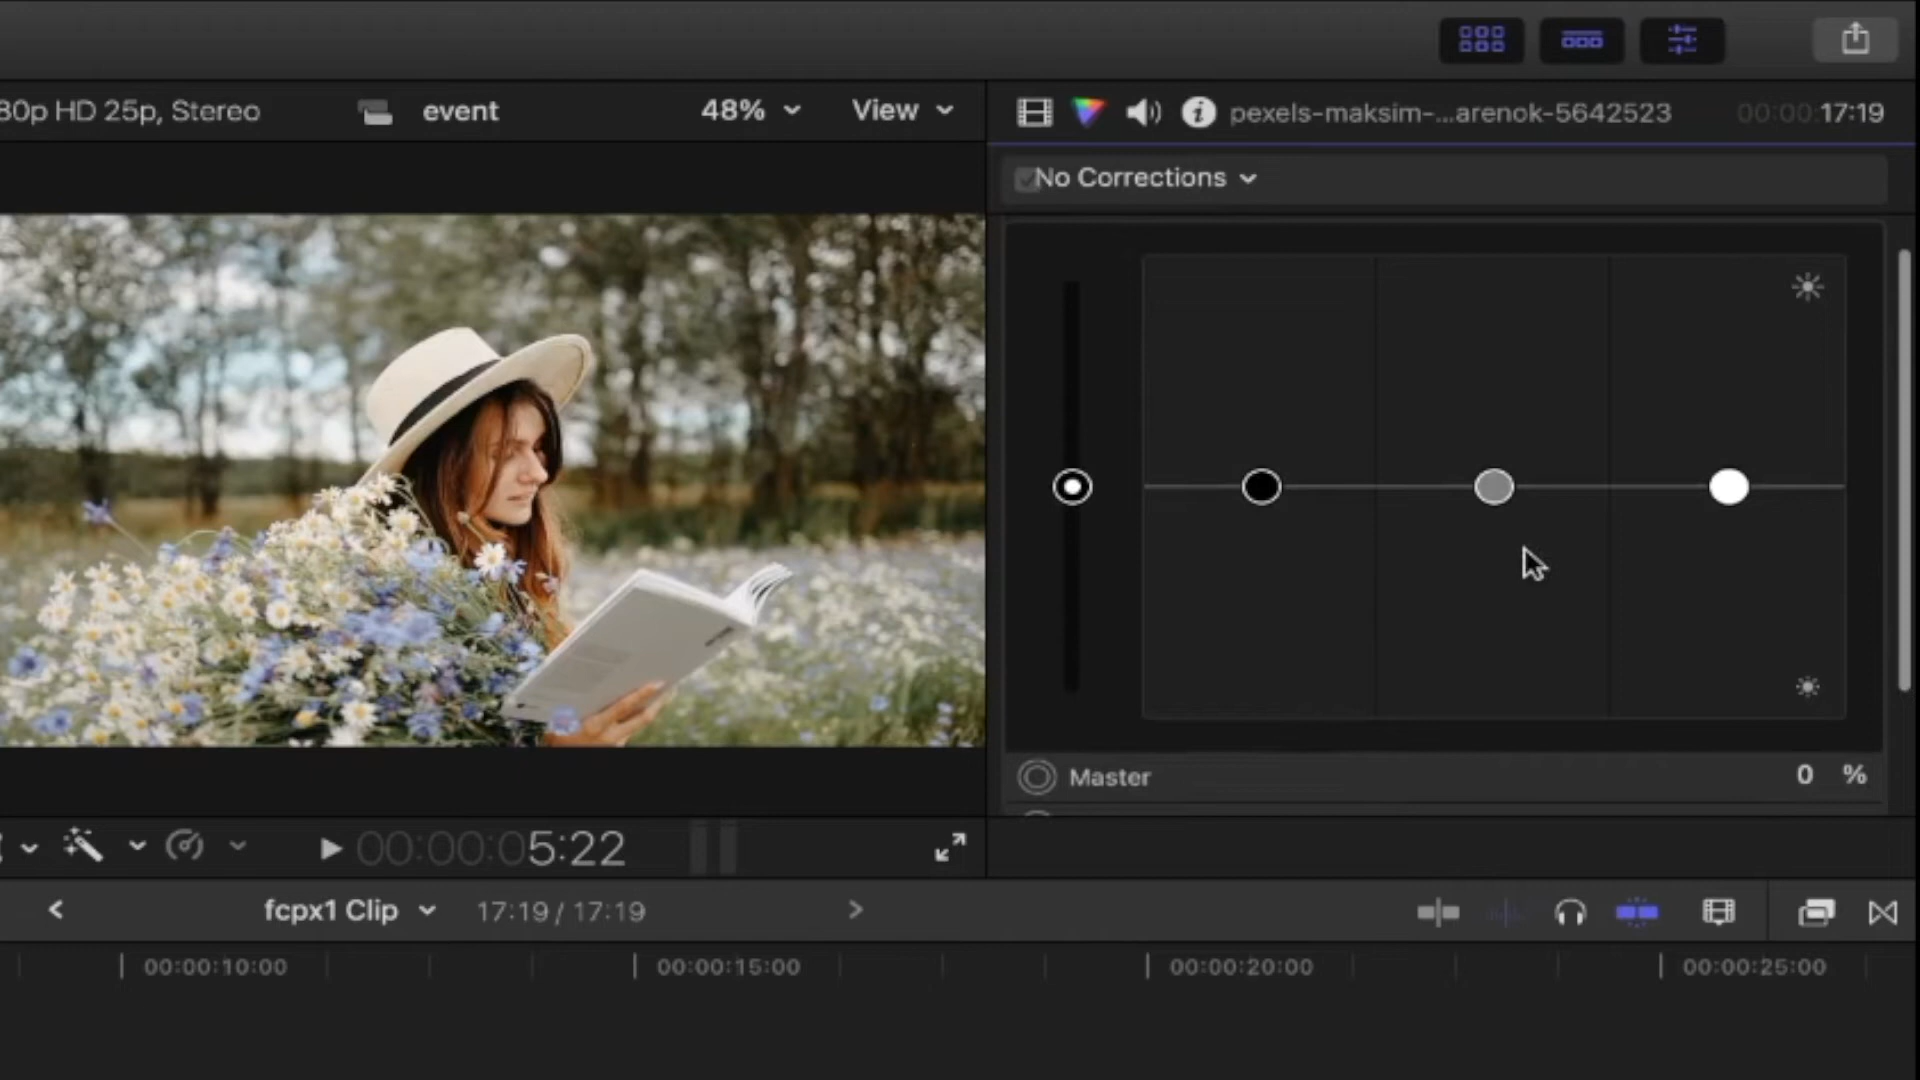 80p HD 25p, Stereo event 48% View pexels-maksim-...arenok-5642523 00:00:17:19
No Corrections
Master 0 %
00:00:05:22
fcpx1 Clip 17:19 / 17:19
00:00:10:00 00:00:15:00 00:00:20:00 00:00:25:00